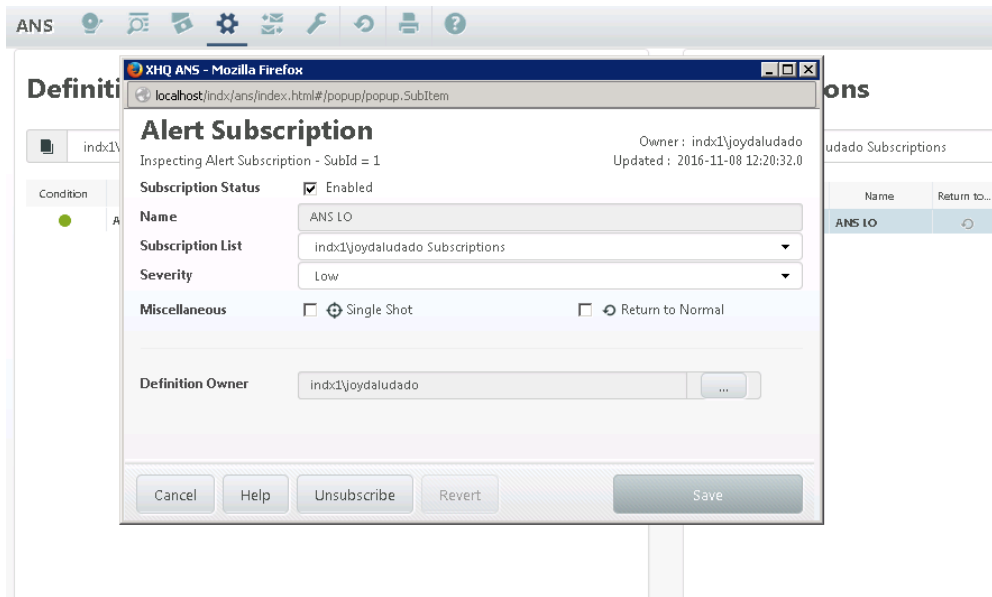 ANS
XHQ ANS - Mozilla Firefox
localhost/indx/ans/index.html#/popup/popup.SubItem
Definiti
ons
Alert Subscription
Owner : indx1\joydaludado
Inspecting Alert Subscription - SubId = 1
Updated : 2016-11-08 12:20:32.0
indx1\
udado Subscriptions
Subscription Status
Enabled
Condition
Name
Return to...
Name
ANS LO
A
ANS LO
Subscription List
indx1\joydaludado Subscriptions
Severity
Low
Miscellaneous
Single Shot
Return to Normal
Definition Owner
indx1\joydaludado
...
Cancel
Help
Unsubscribe
Revert
Save